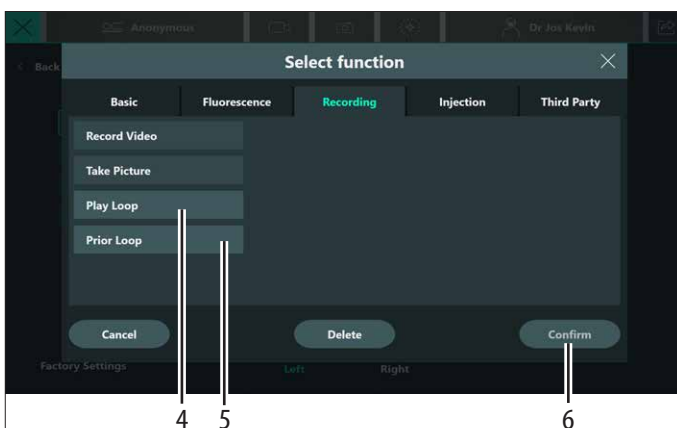 Anonymous Dr Jos Kevin
Select function
Back
Basic Fluorescence Recording Injection Third Party
Record Video
Take Picture
Play Loop
Prior Loop
Cancel Delete Confirm
Factory Settings Left Right
4 5 6